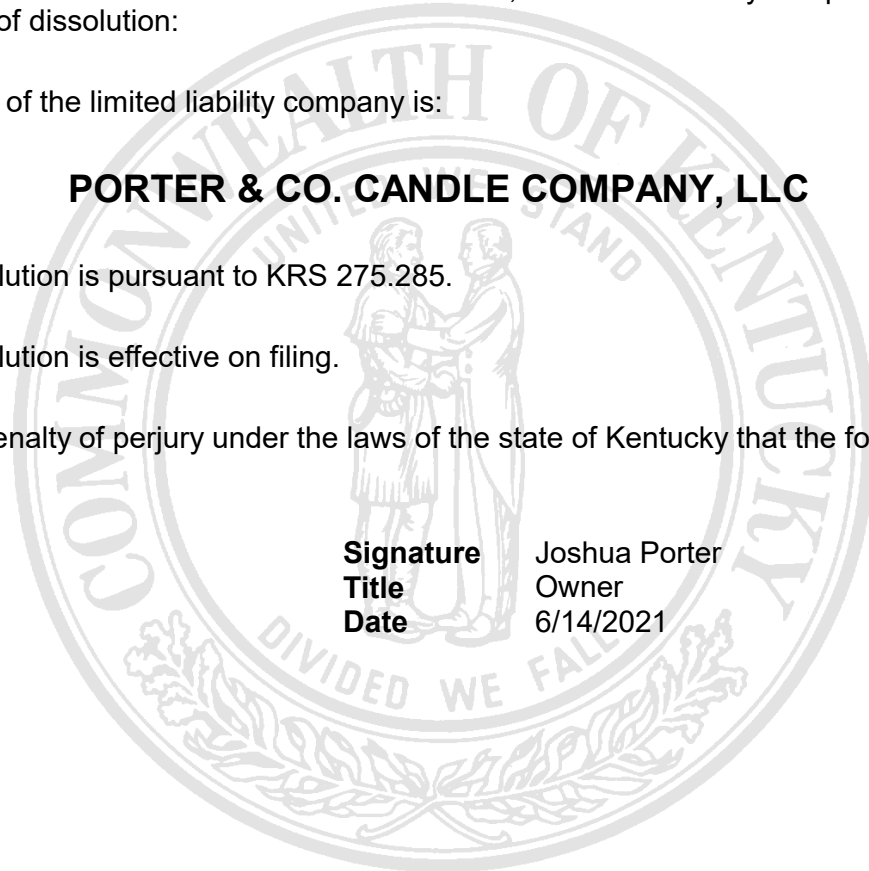 of dissolution:
of the limited liability company is:
PORTER & CO. CANDLE COMPANY, LLC
lution is pursuant to KRS 275.285.
lution is effective on filing.
enalty of perjury under the laws of the state of Kentucky that the fo
Signature Joshua Porter
Title Owner
Date 6/14/2021
COMMONWEALTH OF KENTUCKY
UNITED WE STAND
DIVIDED WE FALL